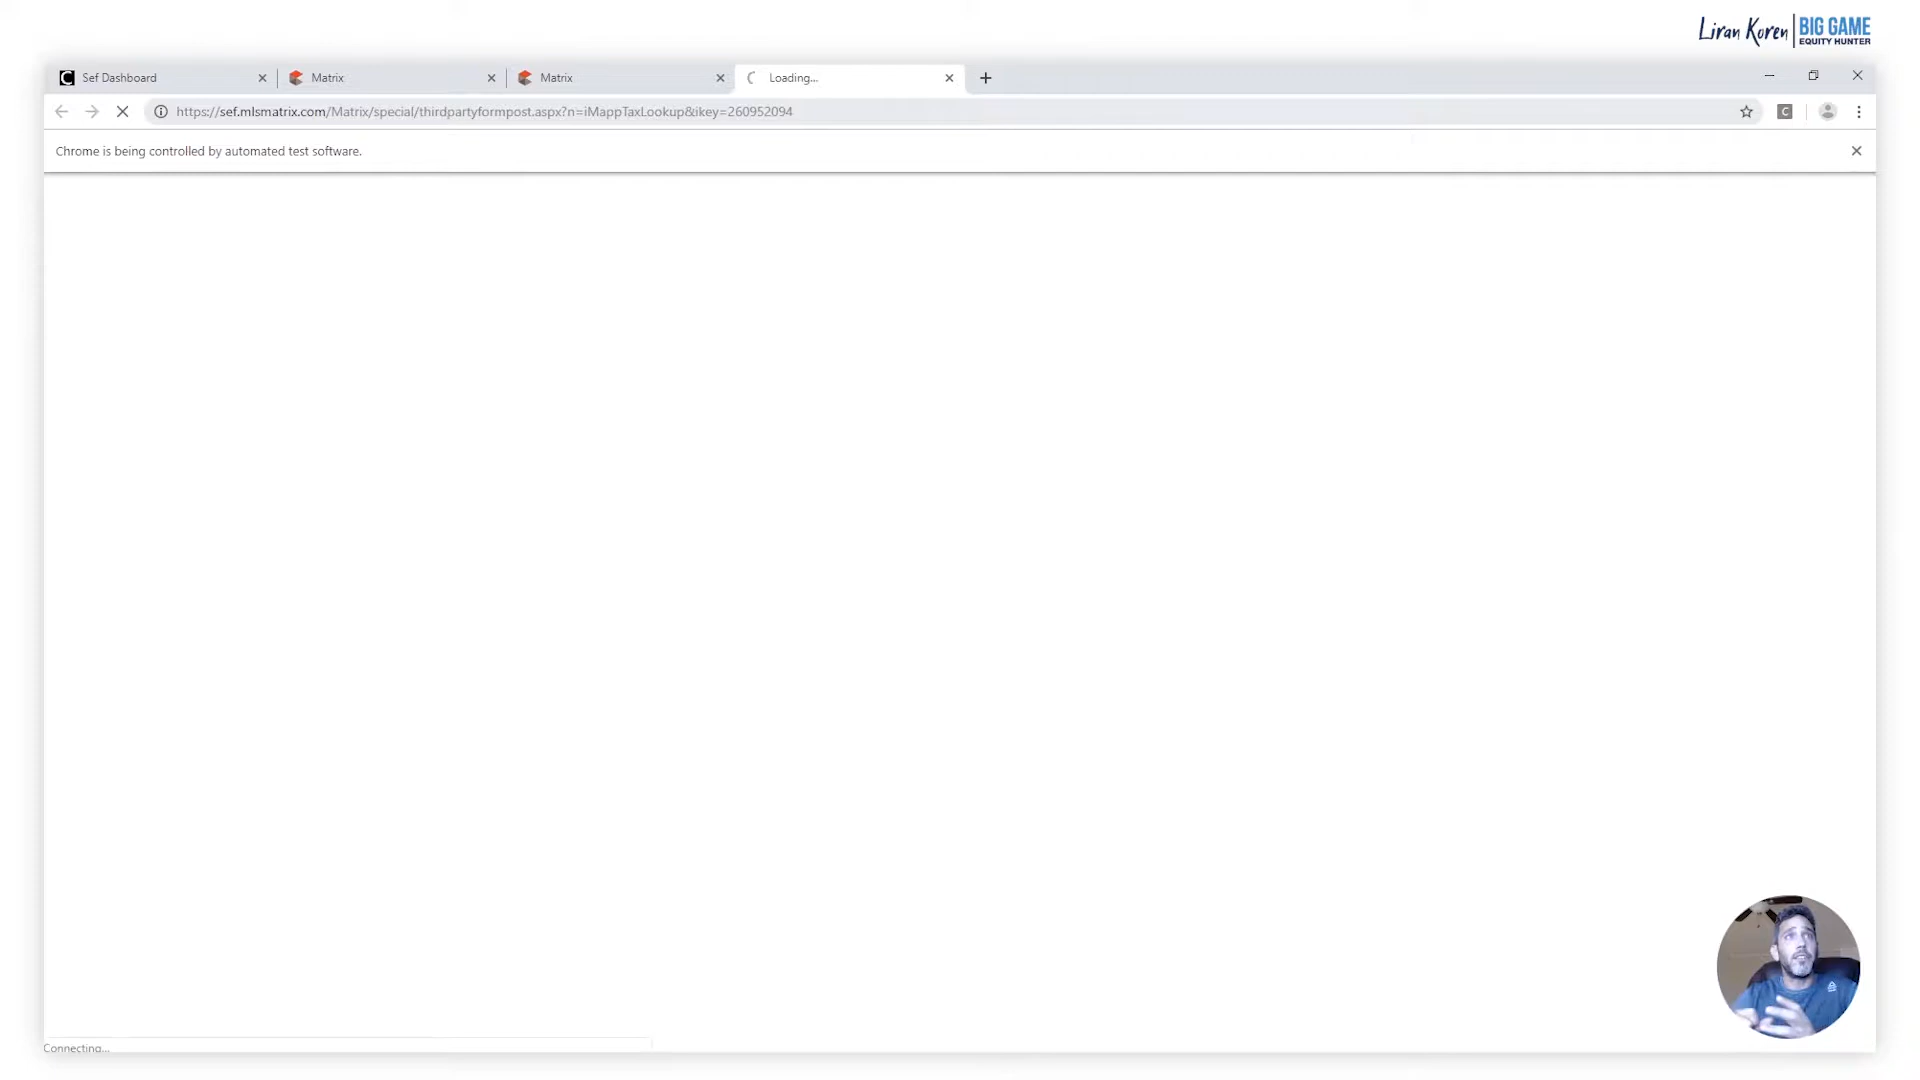 Liran Koren BIG GAME
EQUITY HUNTER
Sef Dashboard Matrix Matrix Loading...
https://sef.mlsmatrix.com/Matrix/special/thirdpartyformpost.aspx?n=iMappTaxLookup&ikey=260952094
Chrome is being controlled by automated test software.
Connecting...